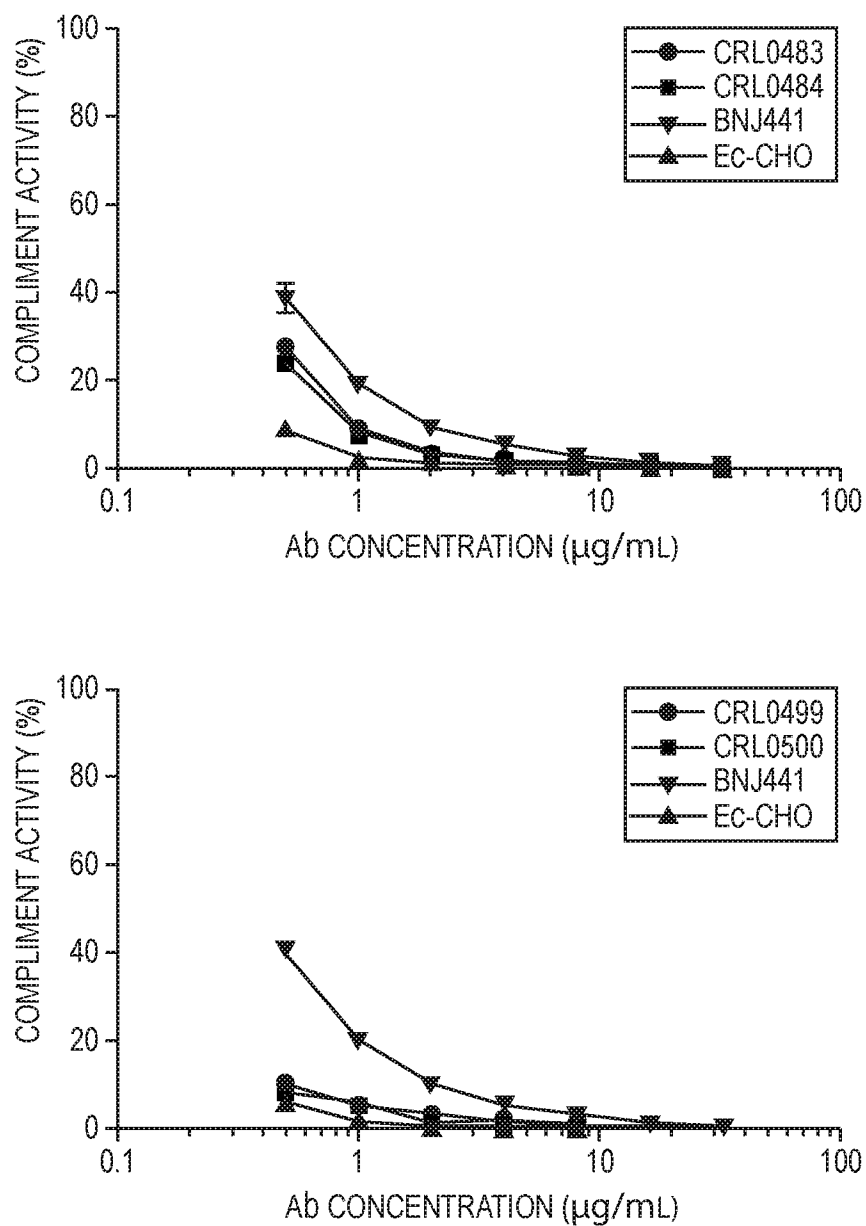 COMPLIMENT ACTIVITY (%)
100
80
60
40
20
0
CRL0483
CRL0484
BNJ441
Ec-CHO
0.1
1
10
100
Ab CONCENTRATION (µg/mL)
COMPLIMENT ACTIVITY (%)
100
80
60
40
20
0
CRL0499
CRL0500
BNJ441
Ec-CHO
0.1
1
10
100
Ab CONCENTRATION (µg/mL)